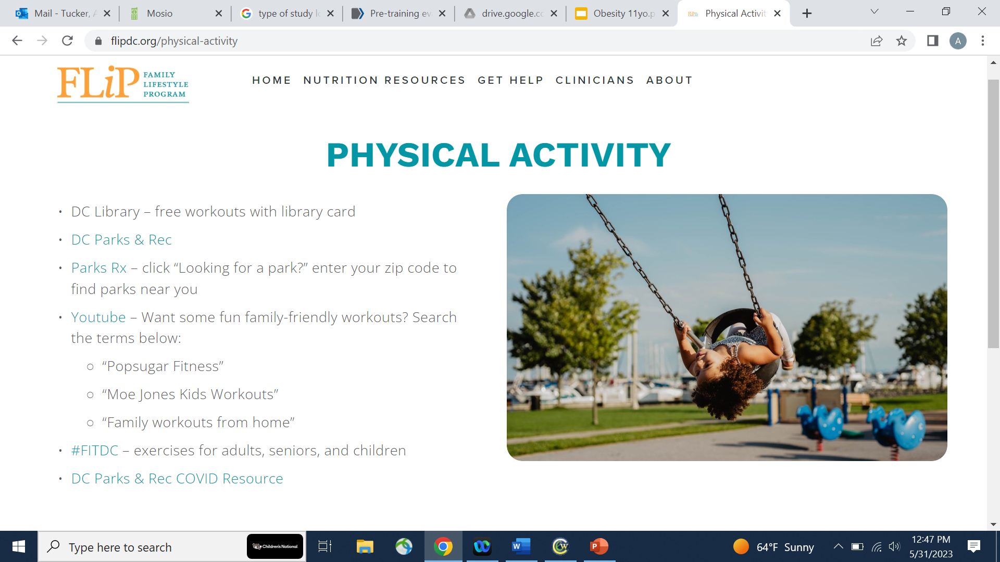 Mail - Tucker, A
Mosio
type of study lo
Pre-training ev
drive.google.co
Obesity 11yo.p
Physical Activit
flipdc.org/physical-activity
A
FLiP FAMILY
LIFESTYLE
PROGRAM
HOME NUTRITION RESOURCES GET HELP CLINICIANS ABOUT
PHYSICAL ACTIVITY
• DC Library – free workouts with library card
• DC Parks & Rec
• Parks Rx – click “Looking for a park?” enter your zip code to
find parks near you
• Youtube – Want some fun family-friendly workouts? Search
the terms below:
○ “Popsugar Fitness”
○ “Moe Jones Kids Workouts”
○ “Family workouts from home”
• #FITDC – exercises for adults, seniors, and children
• DC Parks & Rec COVID Resource
Type here to search
Children's National
64°F Sunny
12:47 PM
5/31/2023